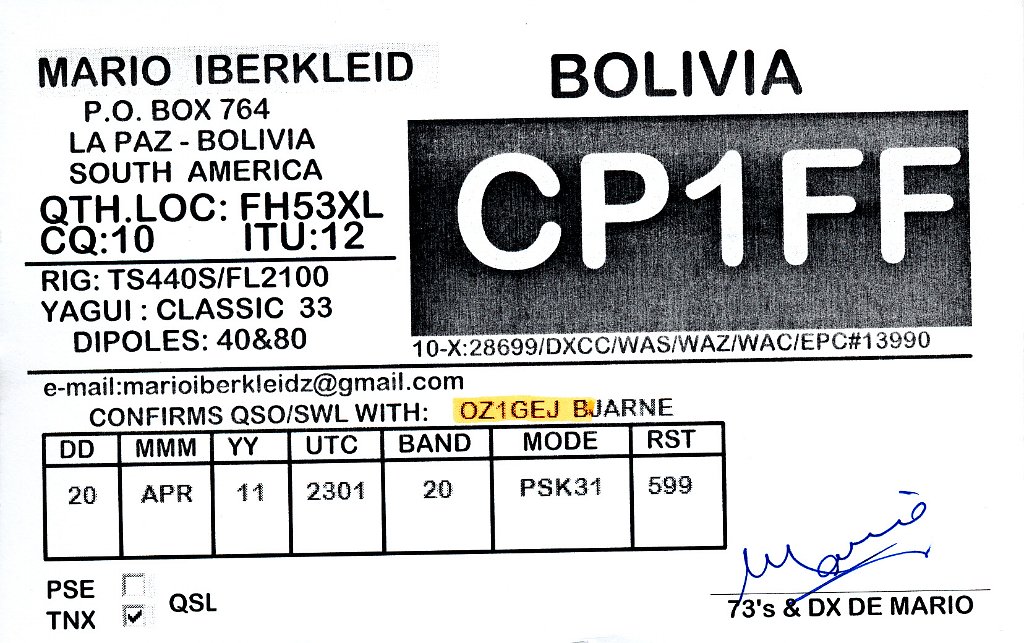 MARIO IBERKLEID
P.O. BOX 764
LA PAZ - BOLIVIA
SOUTH AMERICA
QTH.LOC: FH53XL
CQ:10 ITU:12
RIG: TS440S/FL2100
YAGUI : CLASSIC 33
DIPOLES: 40&80
BOLIVIA
CP1FF
10-X:28699/DXCC/WAS/WAZ/WAC/EPC#13990
e-mail:marioiberkleidz@gmail.com
CONFIRMS QSO/SWL WITH: OZ1GEJ BJARNE
DD MMM YY UTC BAND MODE RST
20 APR 11 2301 20 PSK31 599
PSE
TNX QSL
Mario
73's & DX DE MARIO